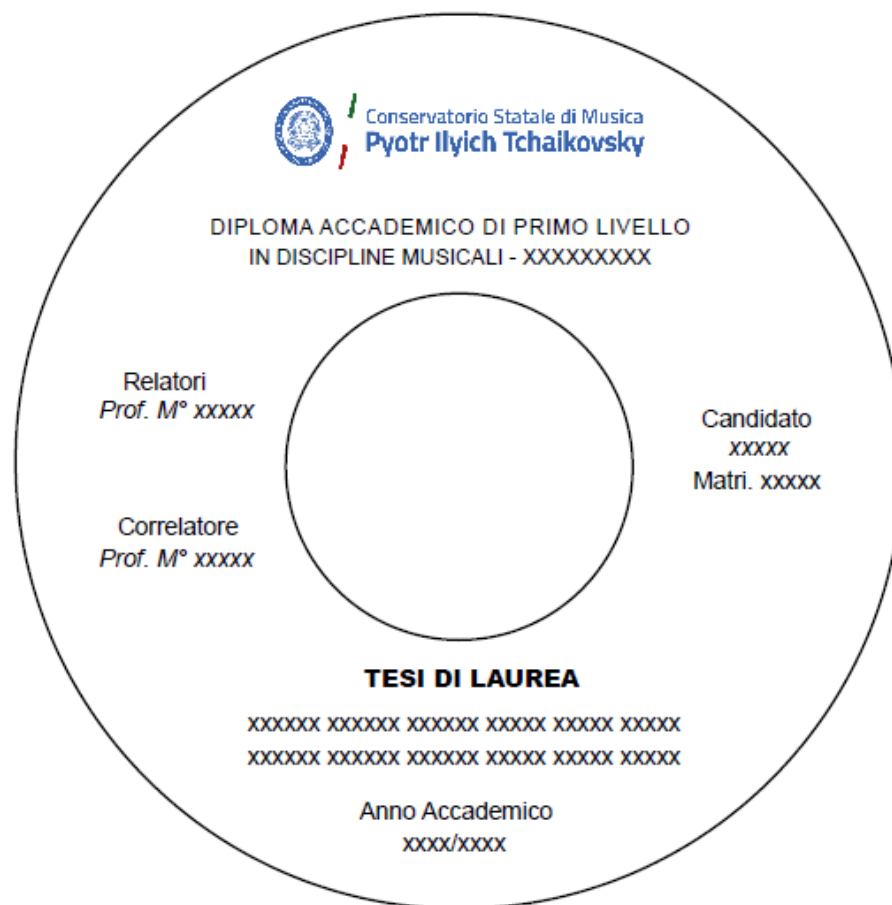 Conservatorio Statale di Musica
Pyotr Ilyich Tchaikovsky
DIPLOMA ACCADEMICO DI PRIMO LIVELLO
IN DISCIPLINE MUSICALI - XXXXXXXXX
Relatori
Prof. M° xxxxx
Candidato
xxxxx
Matri. xxxxx
Correlatore
Prof. M° xxxxx
TESI DI LAUREA
xxxxxx xxxxxx xxxxxx xxxxx xxxxx xxxxx
xxxxxx xxxxxx xxxxxx xxxxx xxxxx xxxxx
Anno Accademico
xxxx/xxxx